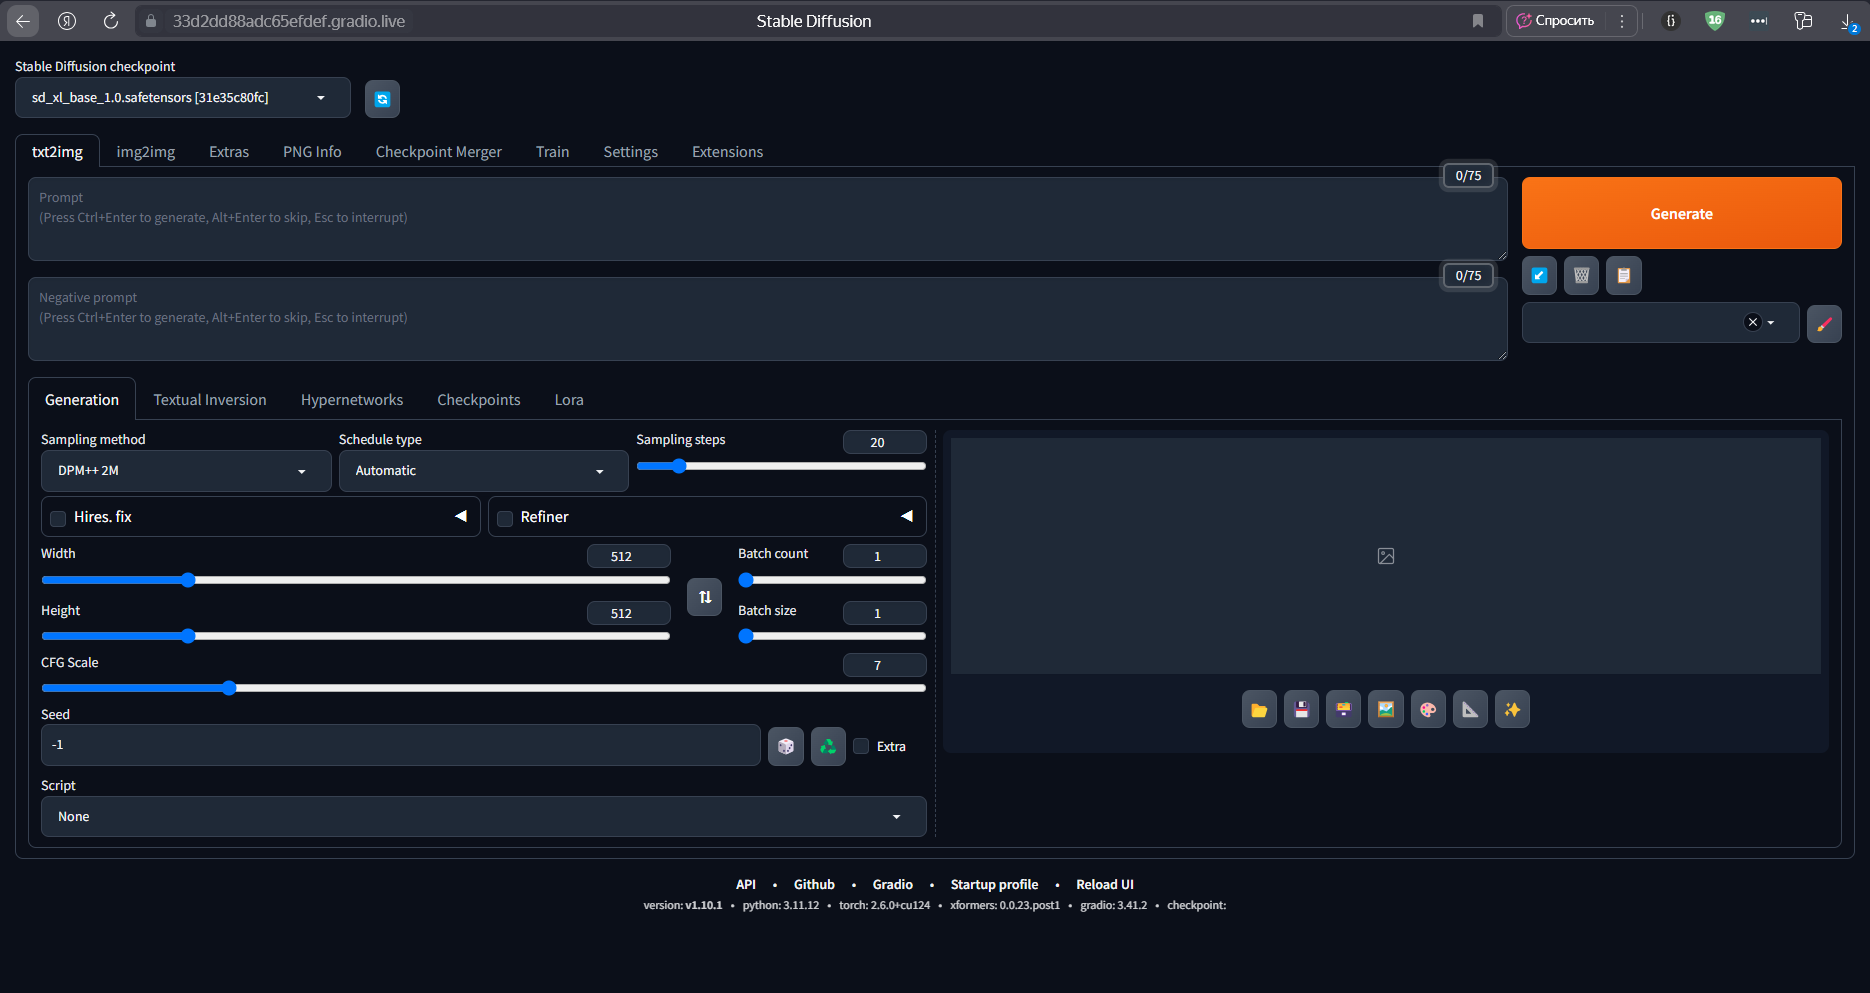 33d2dd88adc65efdef.gradio.live
Stable Diffusion
Спросить
16
2
Stable Diffusion checkpoint
sd_xl_base_1.0.safetensors [31e35c80fc]
txt2img
img2img
Extras
PNG Info
Checkpoint Merger
Train
Settings
Extensions
0/75
Prompt
(Press Ctrl+Enter to generate, Alt+Enter to skip, Esc to interrupt)
Generate
0/75
Negative prompt
(Press Ctrl+Enter to generate, Alt+Enter to skip, Esc to interrupt)
Generation
Textual Inversion
Hypernetworks
Checkpoints
Lora
Sampling method
DPM++ 2M
Schedule type
Automatic
Sampling steps
20
Hires. fix
Refiner
Width
512
Batch count
1
Height
512
Batch size
1
CFG Scale
7
Seed
-1
Extra
Script
None
API • Github • Gradio • Startup profile • Reload UI
version: v1.10.1 • python: 3.11.12 • torch: 2.6.0+cu124 • xformers: 0.0.23.post1 • gradio: 3.41.2 • checkpoint: